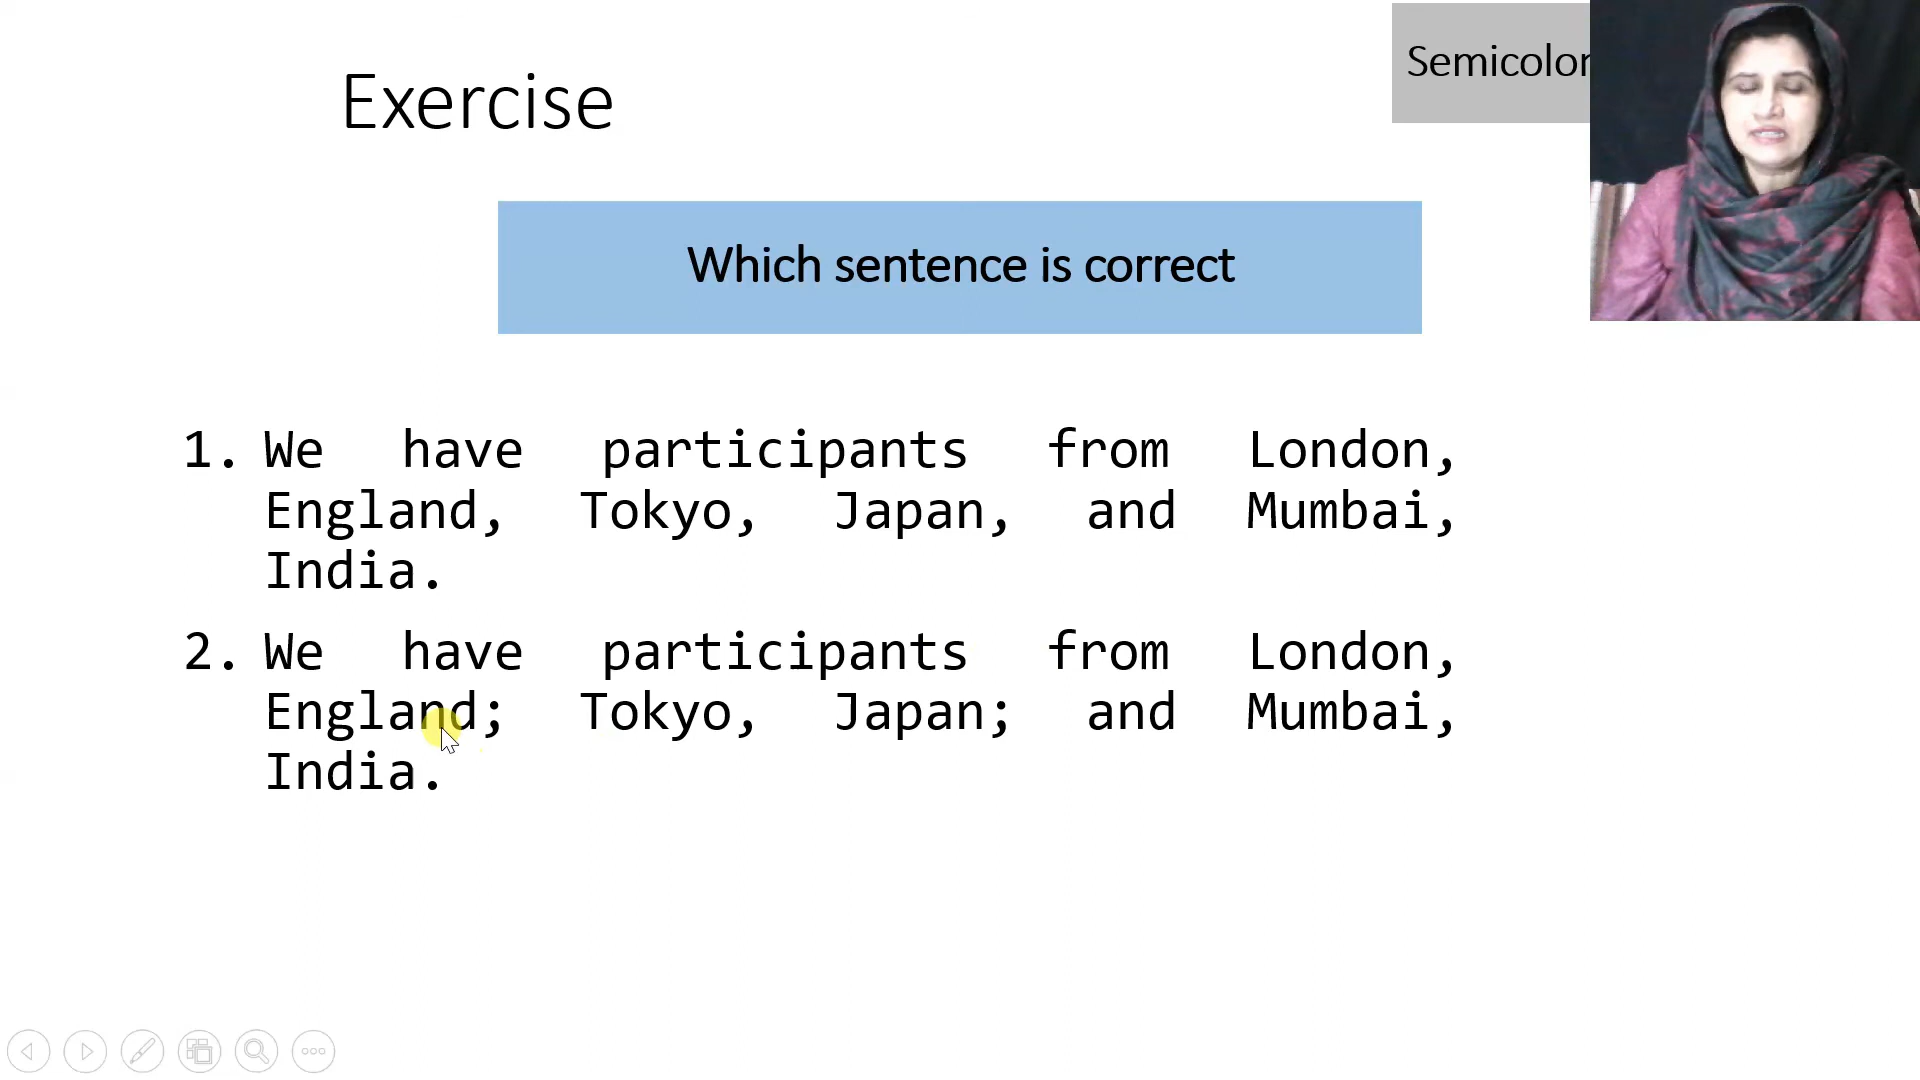 Semicolon
Exercise
Which sentence is correct
1. We have participants from London,
England, Tokyo, Japan, and Mumbai,
India.
2. We have participants from London,
England; Tokyo, Japan; and Mumbai,
India.